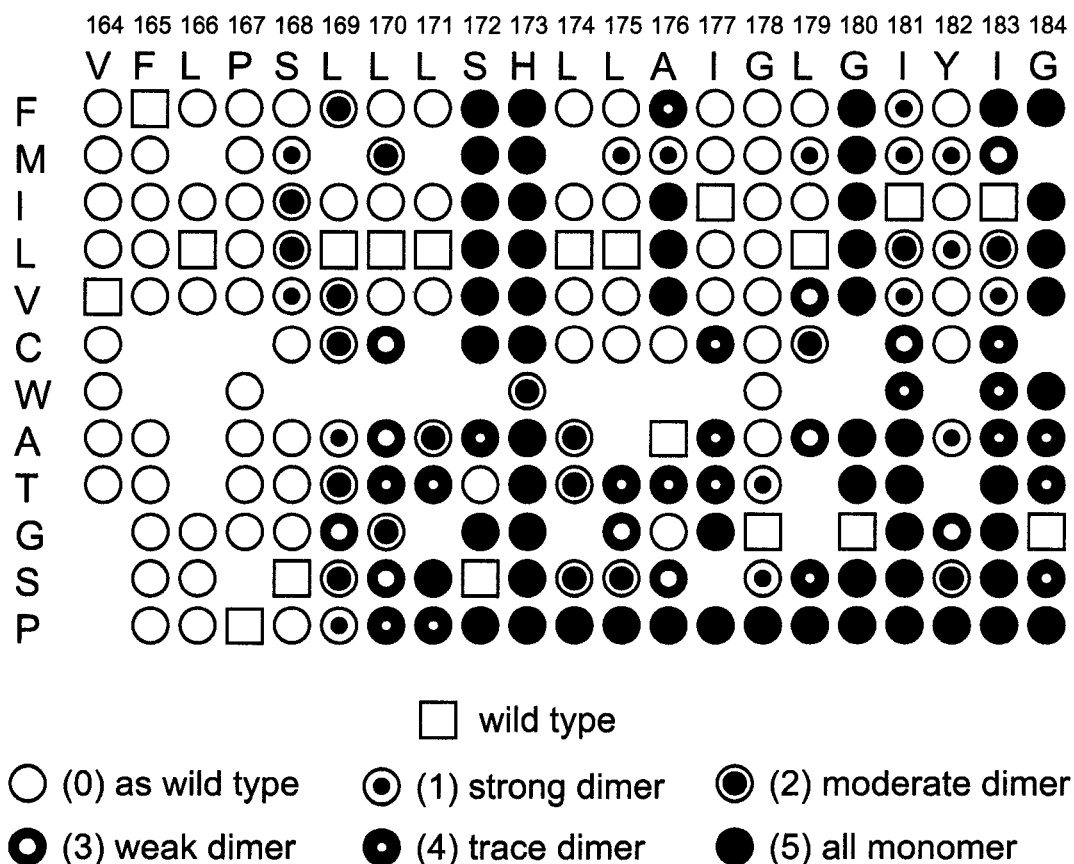 164 165 166 167 168 169 170 171 172 173 174 175 176 177 178 179 180 181 182 183 184
V F L P S L L L S H L L A I G L G I Y I G
F
M
I
L
V
C
W
A
T
G
S
P
wild type
(0) as wild type (1) strong dimer (2) moderate dimer
(3) weak dimer (4) trace dimer (5) all monomer